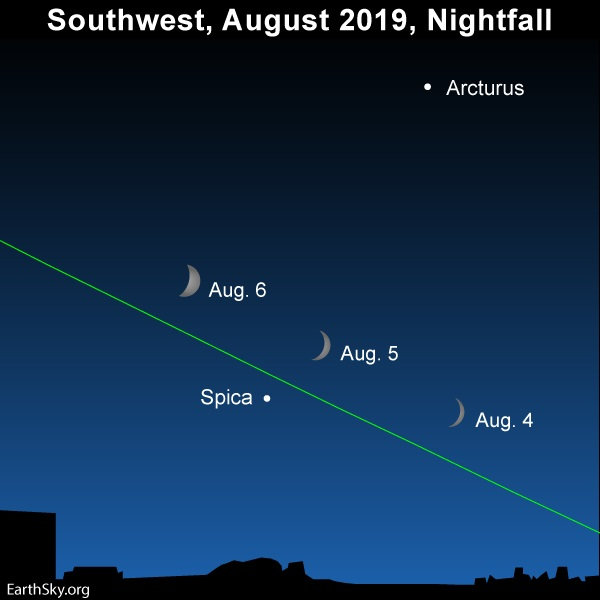 Southwest, August 2019, Nightfall
Arcturus
Aug. 6
Aug. 5
Spica
Aug. 4
EarthSky.org